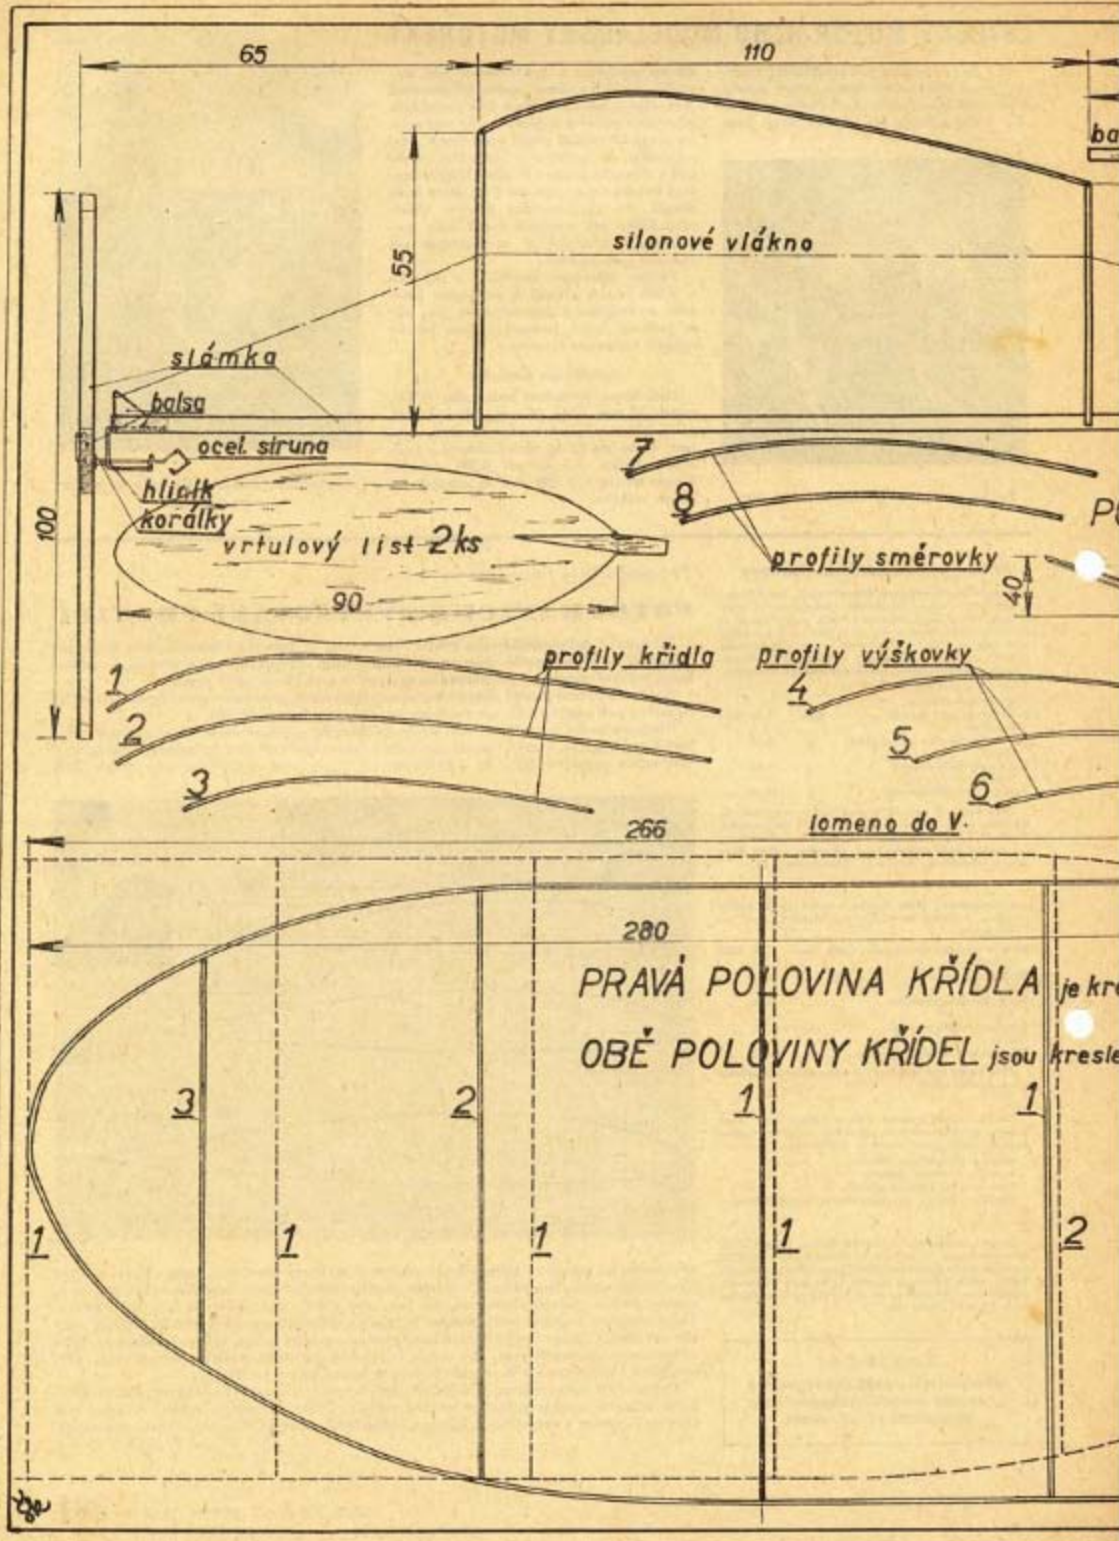 65
110
ba
55
silonové vlákno
slámka
balsa
ocel. struna
hliník
korálky
100
vrtulový list 2ks
90
7
8
profily směrovky
40
profily křídla
profily výškovky
1
2
3
4
5
6
lomeno do V.
266
280
PRAVÁ POLOVINA KŘÍDLA je
OBĚ POLOVINY KŘÍDEL jsou
3
2
1
1
1
1
1
1
2